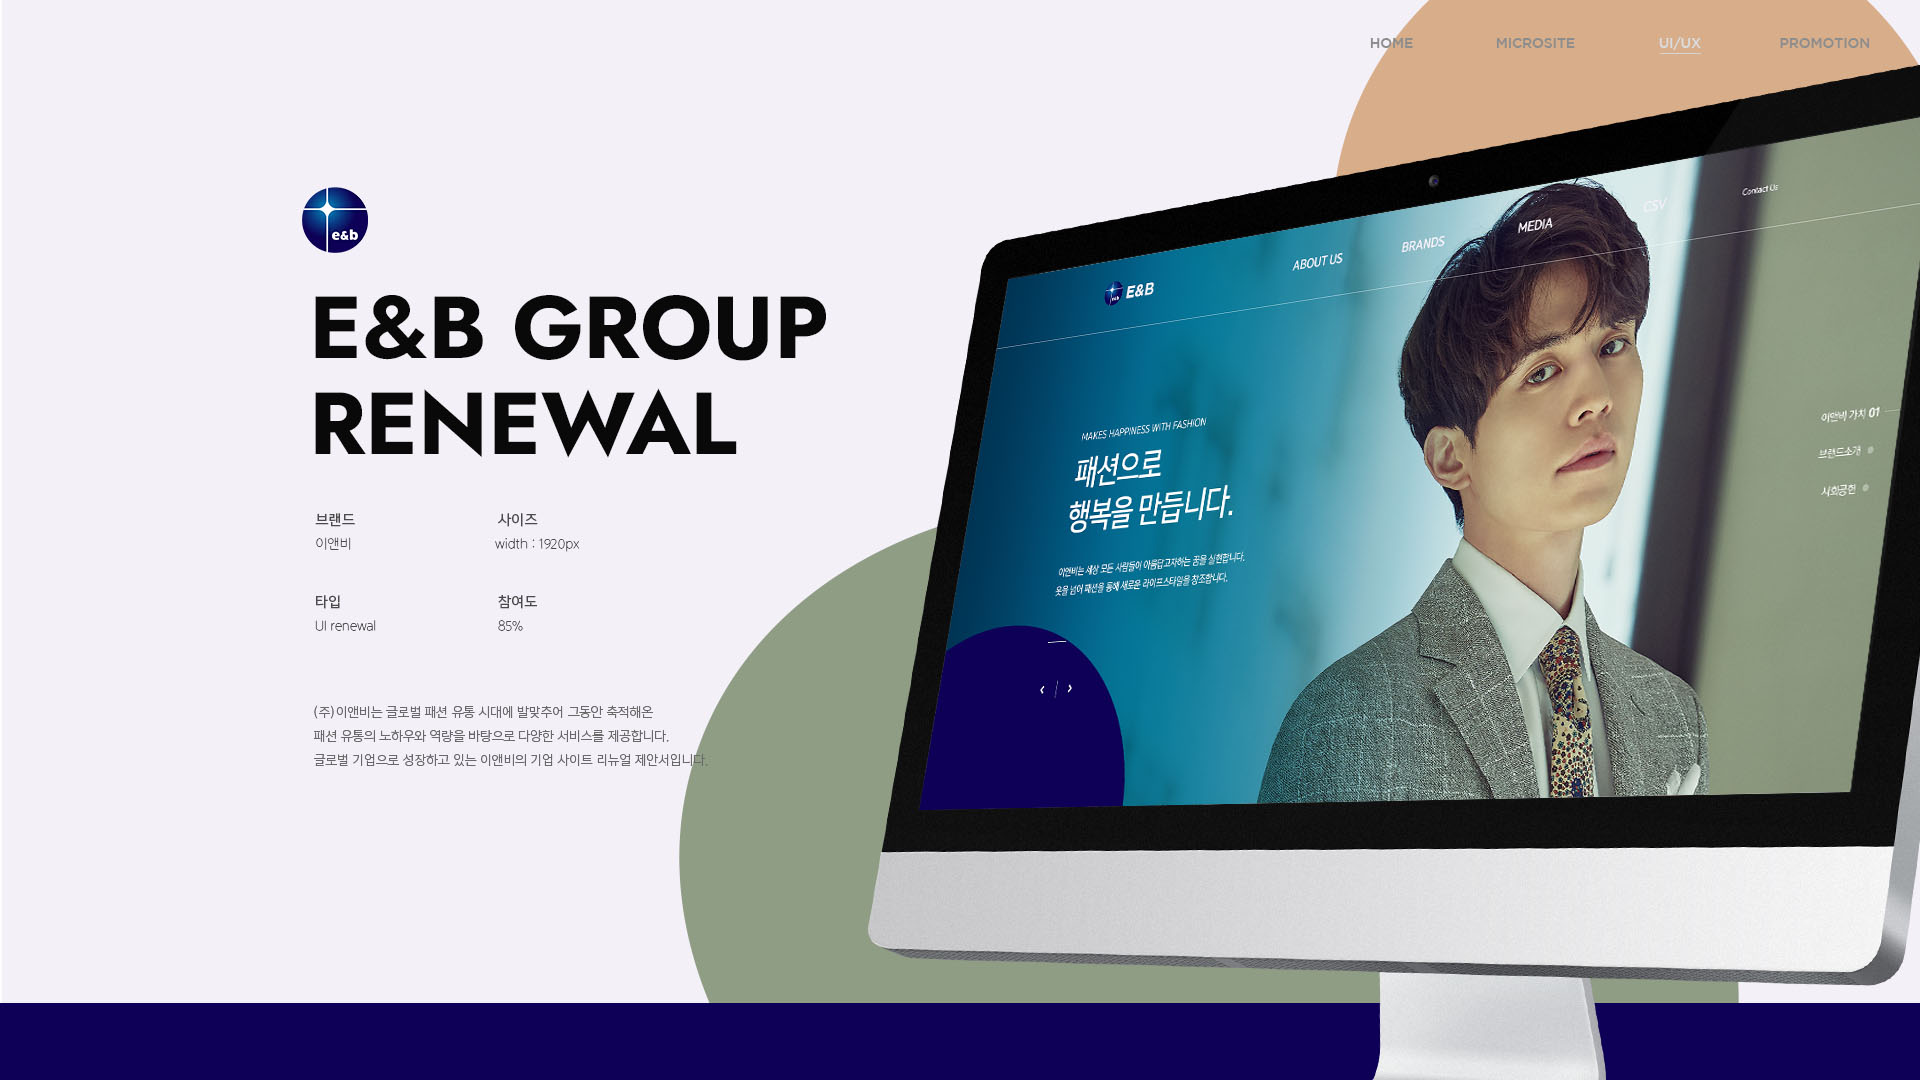 HOME MICROSITE UI/UX PROMOTION
e&b
E&B GROUP
RENEWAL
브랜드 사이즈
이앤비 width : 1920px
타입 참여도
UI renewal 85%
(주)이앤비는 글로벌 패션 유통 시대에 발맞추어 그동안 축적해온
패션 유통의 노하우와 역량을 바탕으로 다양한 서비스를 제공합니다.
글로벌 기업으로 성장하고 있는 이앤비의 기업 사이트 리뉴얼 제안서입니다.
Contact Us
e&b E&B ABOUT US BRANDS MEDIA CSV
MAKES HAPPINESS WITH FASHION
패션으로
행복을 만듭니다.
이앤비는 세상 모든 사람들이 아름답고자하는 꿈을 실현합니다.
옷을 넘어 패션을 통해 새로운 라이프스타일을 창조합니다.
이앤비 가치 01
브랜드소개
사회공헌